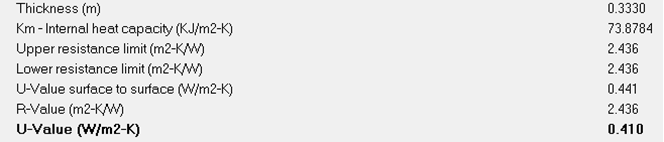 Thickness (m) 0.3330
Km - Internal heat capacity (KJ/m2-K) 73.8784
Upper resistance limit (m2-K/W) 2.436
Lower resistance limit (m2-K/W) 2.436
U-Value surface to surface (W/m2-K) 0.441
R-Value (m2-K/W) 2.436
U-Value (W/m2-K) 0.410